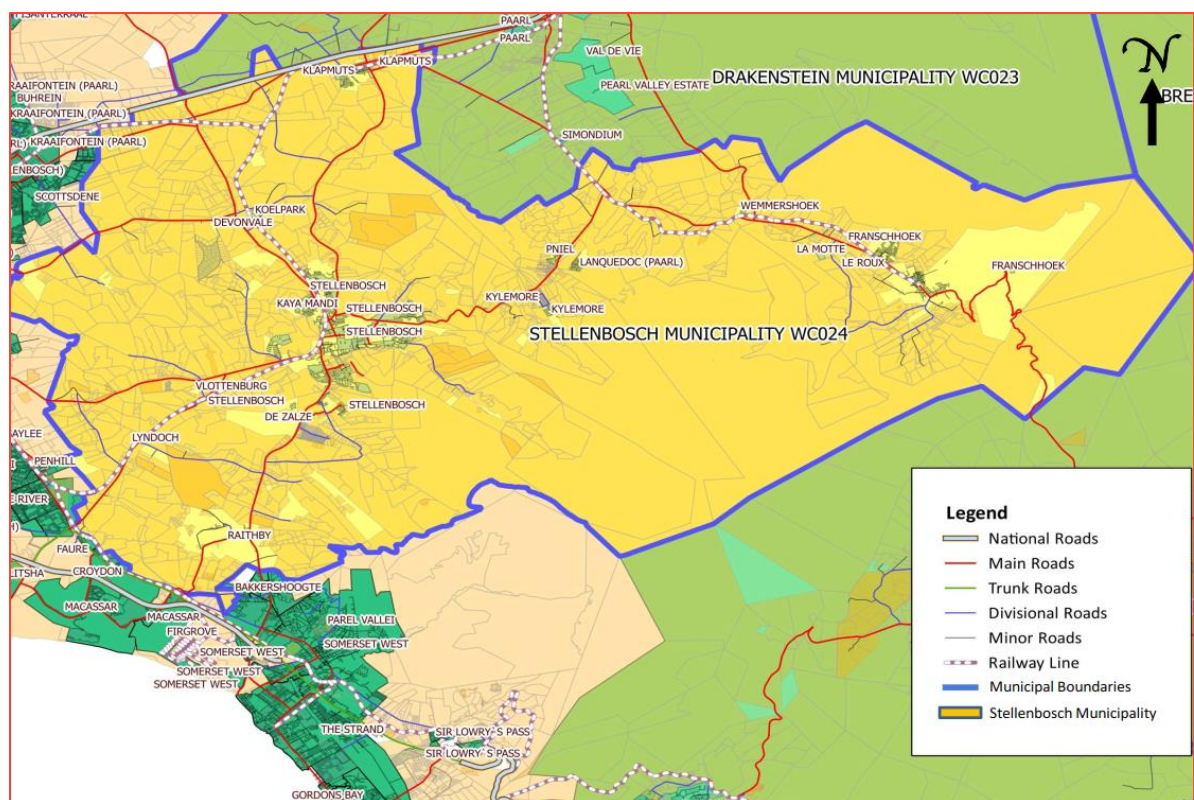 PISANTEKRAAL
PAARL
PAARL
KLAPMUTS
KLAPMUTS
VAL DE VIE
PEARL VALLEY ESTATE
DRAKENSTEIN MUNICIPALITY WC023
N
BRE
KRAAIFONTEIN (PAARL)
BUHREIN
KRAAIFONTEIN (PAARL)
KRAAIFONTEIN (PAARL)
LENBOSCH)
SCOTTSDENE
SIMONDIUM
KOELPARK
DEVONVALE
WEMMERSHOEK
FRANSCHHOEK
LA MOTTE
LE ROUX
FRANSCHHOEK
PNIEL
LANQUEDOC (PAARL)
STELLENBOSCH
KAYA MANDI
STELLENBOSCH
KYLEMORE
KYLEMORE
STELLENBOSCH
STELLENBOSCH MUNICIPALITY WC024
VLOTTENBURG
STELLENBOSCH
STELLENBOSCH
DE ZALZE
LYNDOCH
AYLEE
PENHILL
E RIVER
RAITHBY
FAURE
LITSHA
CROYDON
BAKKERSHOOGTE
MACASSAR
MACASSAR
FIRGROVE
PAREL VALLEI
SOMERSET WEST
SOMERSET WEST
SOMERSET WEST
SOMERSET WEST
THE STRAND
SIR LOWRY`S PASS
SIR LOWRY`S PASS
GORDONS BAY
Legend
National Roads
Main Roads
Trunk Roads
Divisional Roads
Minor Roads
Railway Line
Municipal Boundaries
Stellenbosch Municipality